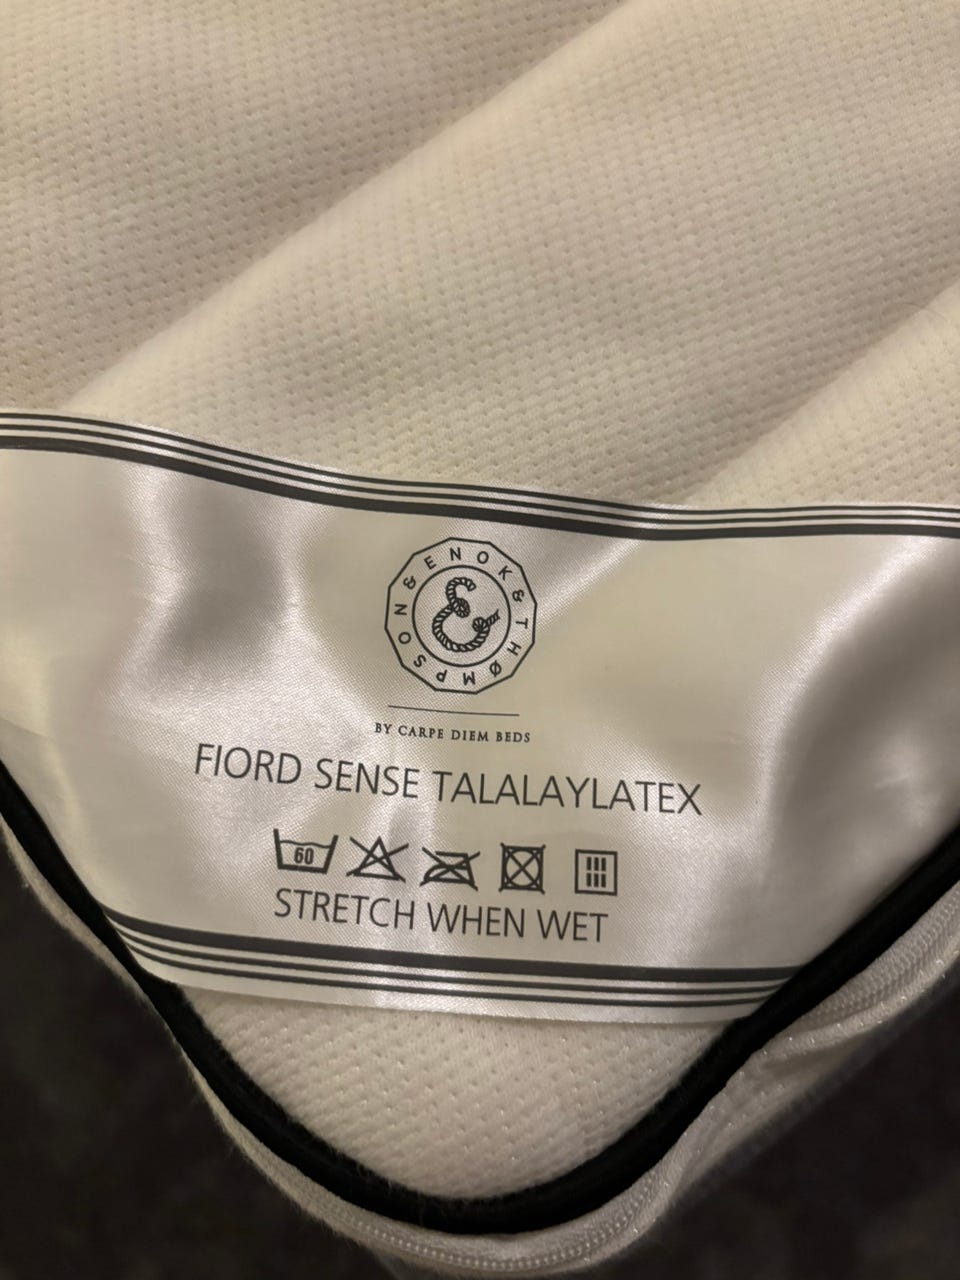 ENOK & THØMPSON &
BY CARPE DIEM BEDS
FIORD SENSE TALALAYLATEX
60
STRETCH WHEN WET